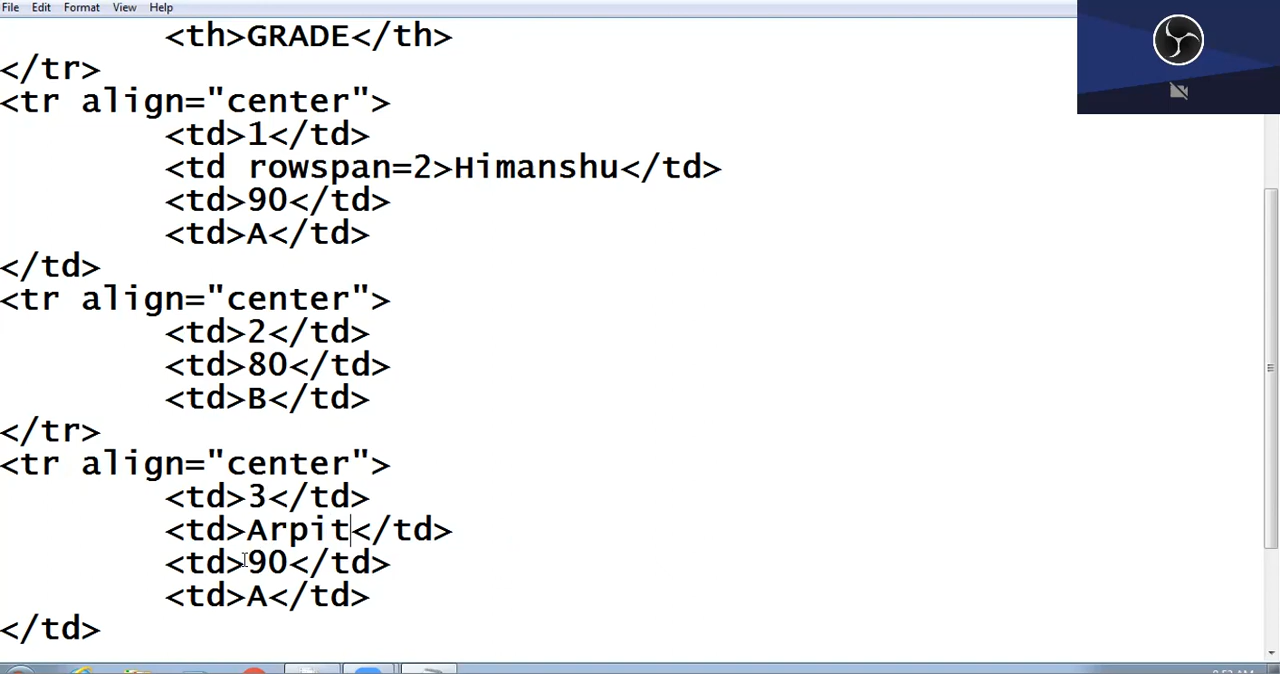 File Edit Format View Help
<th>GRADE</th>
</tr>
<tr align="center">
<td>1</td>
<td rowspan=2>Himanshu</td>
<td>90</td>
<td>A</td>
</td>
<tr align="center">
<td>2</td>
<td>80</td>
<td>B</td>
</tr>
<tr align="center">
<td>3</td>
<td>Arpit</td>
<td>90</td>
<td>A</td>
</td>